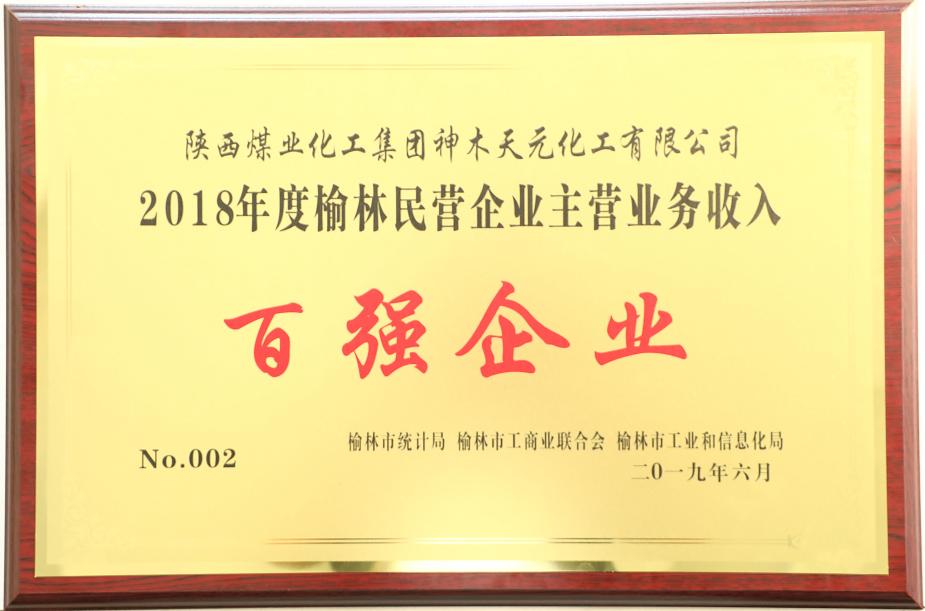 陕西煤业化工集团神木天元化工有限公司
2018年度榆林民营企业主营业务收入
百强企业
榆林市统计局 榆林市工商业联合会 榆林市工业和信息化局
No.002
二〇一九年六月